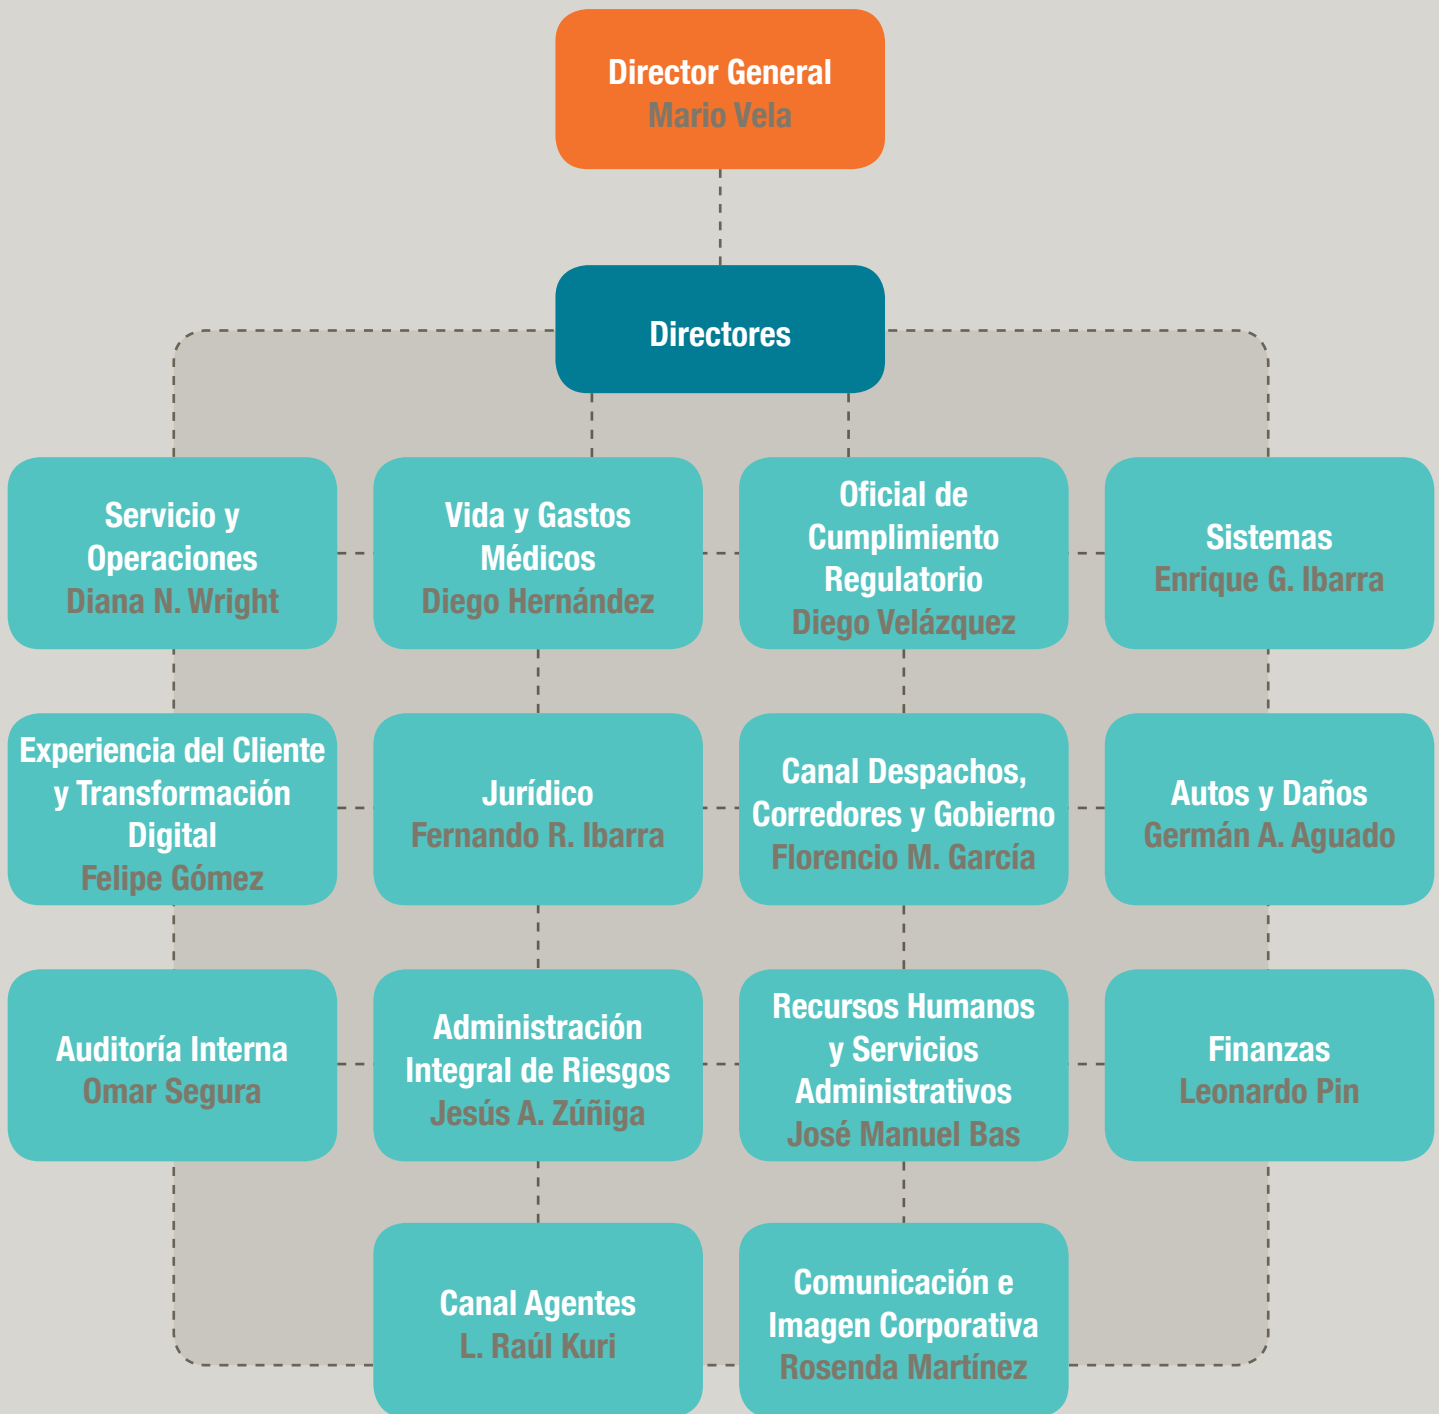 Director General
Mario Vela
Directores
Servicio y
Operaciones
Diana N. Wright
Vida y Gastos
Médicos
Diego Hernández
Oficial de
Cumplimiento
Regulatorio
Diego Velázquez
Sistemas
Enrique G. Ibarra
Experiencia del Cliente
y Transformación
Digital
Felipe Gómez
Jurídico
Fernando R. Ibarra
Canal Despachos,
Corredores y Gobierno
Florencio M. García
Autos y Daños
Germán A. Aguado
Auditoría Interna
Omar Segura
Administración
Integral de Riesgos
Jesús A. Zúñiga
Recursos Humanos
y Servicios
Administrativos
José Manuel Bas
Finanzas
Leonardo Pin
Canal Agentes
L. Raúl Kuri
Comunicación e
Imagen Corporativa
Rosenda Martínez